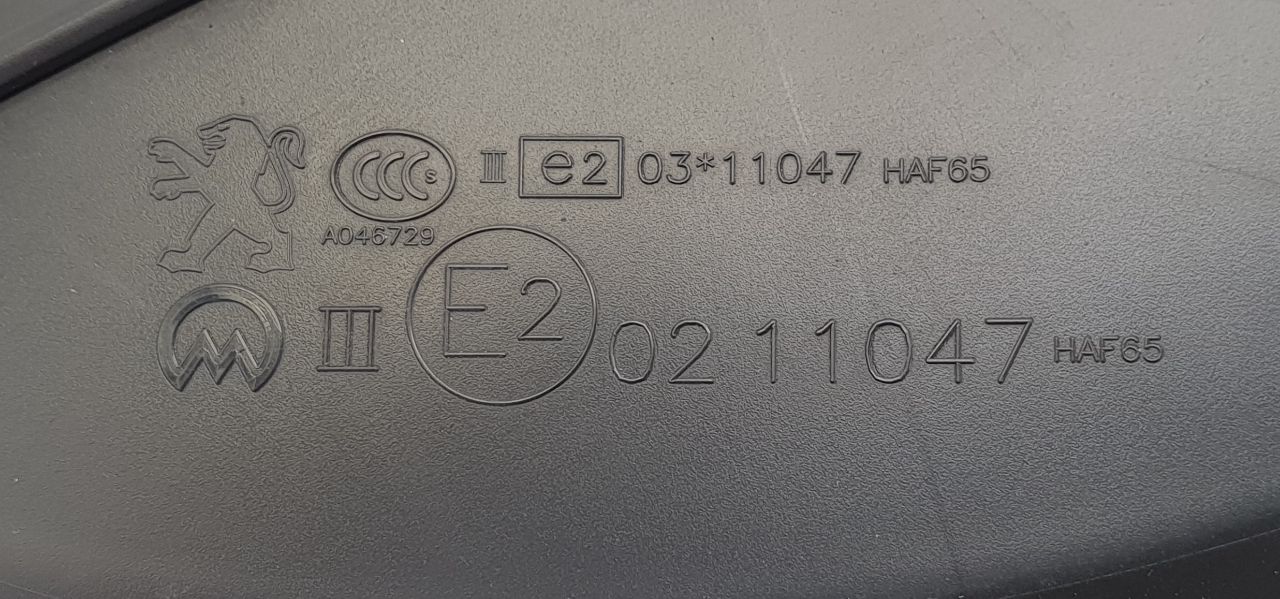 CCC S III e2 03*11047 HAF65
A046729
III E2 02 11047 HAF65